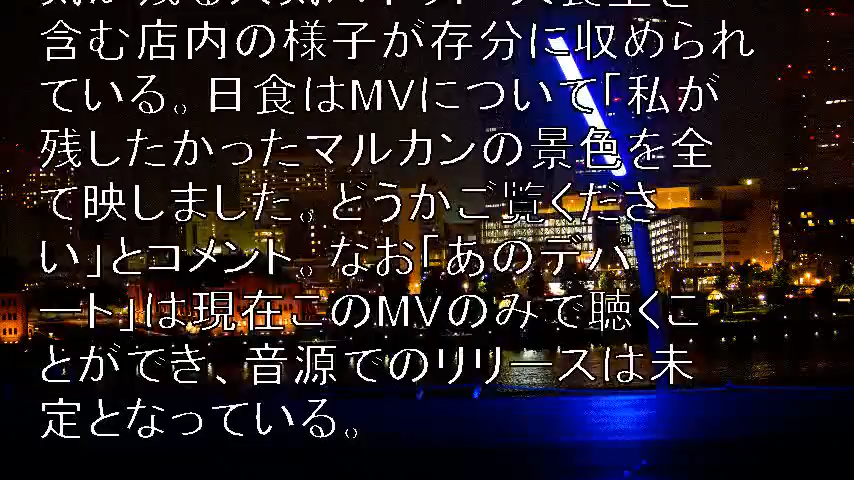 含む店内の様子が存分に収められ
ている。日食はMVについて「私が
残したかったマルカンの景色を全
て映しました。どうかご覧くださ
い」とコメント。なお「あのデパ
ート」は現在このMVのみで聴くこ
とができ、音源でのリリースは未
定となっている。